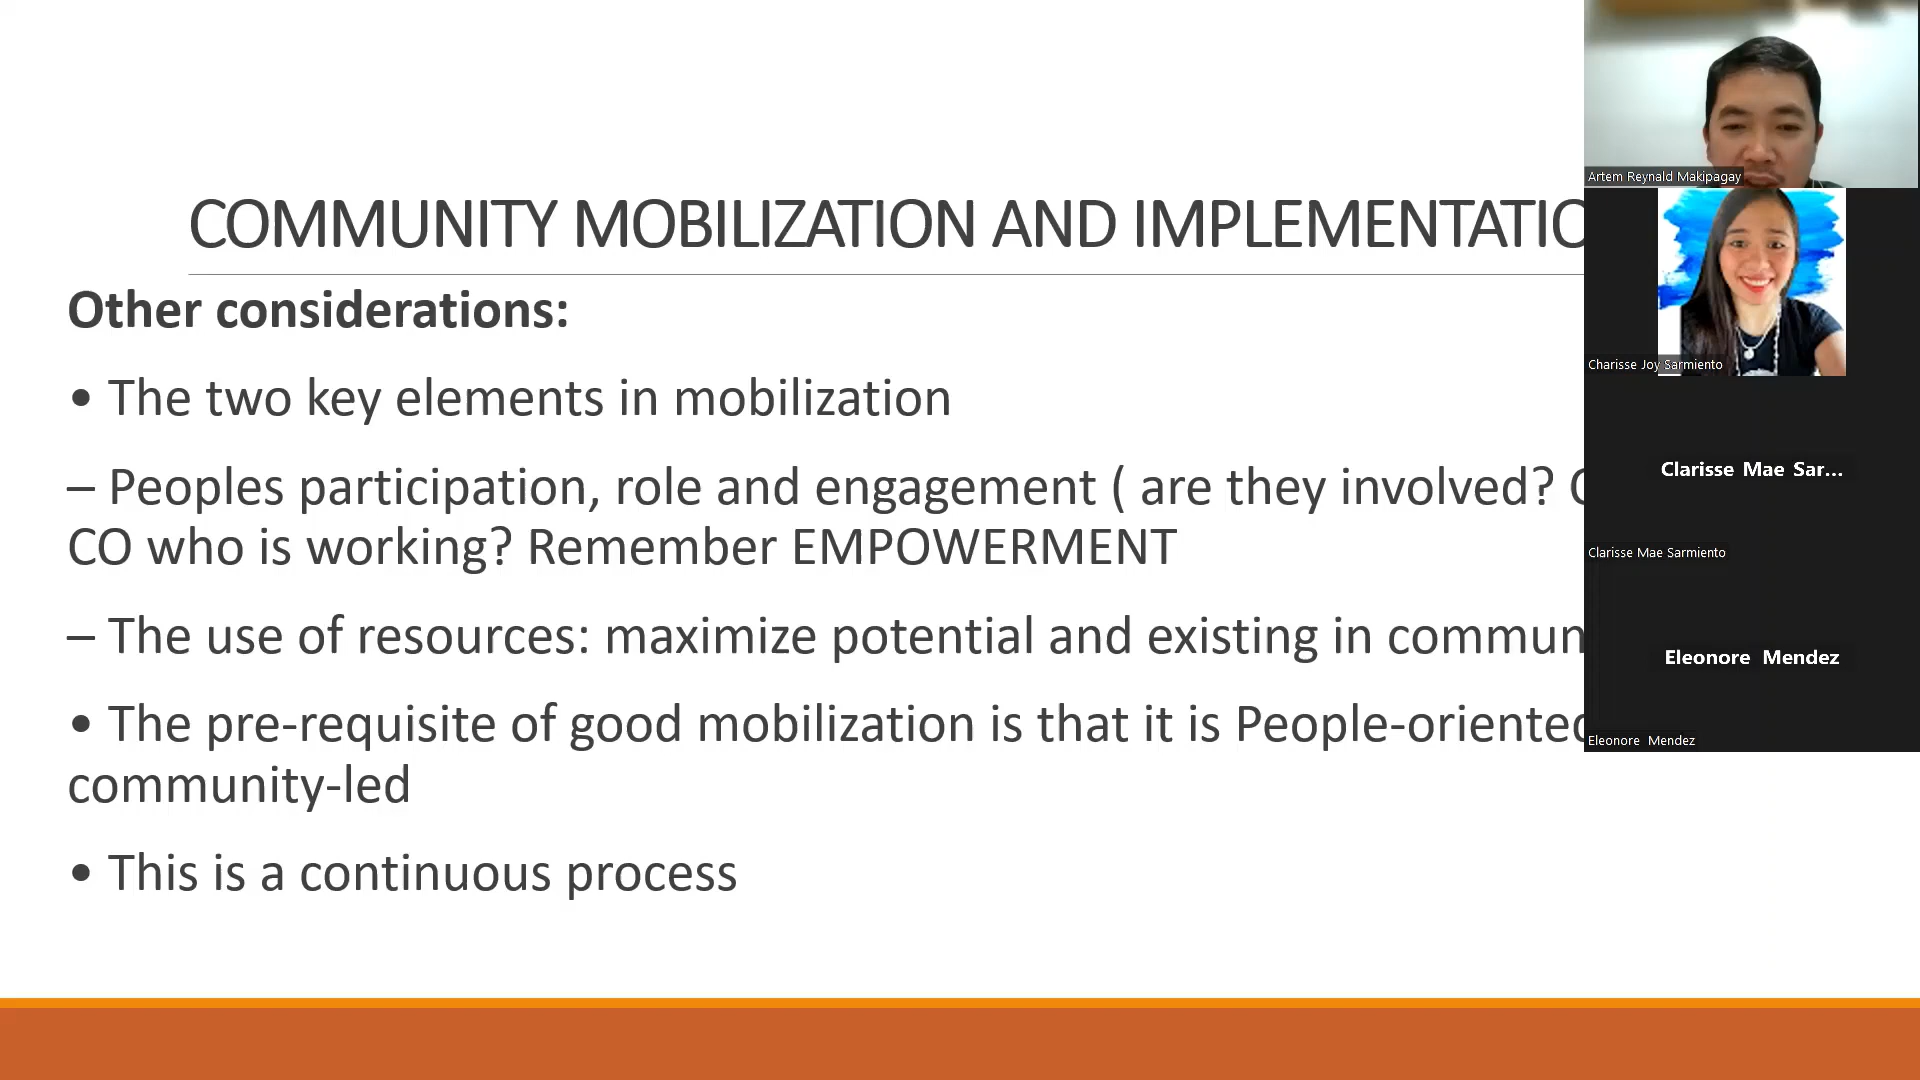 COMMUNITY MOBILIZATION AND IMPLEMENTATIO
Other considerations:
• The two key elements in mobilization
– Peoples participation, role and engagement ( are they involved?
CO who is working? Remember EMPOWERMENT
– The use of resources: maximize potential and existing in commun
• The pre-requisite of good mobilization is that it is People-oriented
community-led
• This is a continuous process
Artem Reynald Makipagay
Charisse Joy Sarmiento
Clarisse Mae Sar...
Clarisse Mae Sarmiento
Eleonore Mendez
Eleonore Mendez